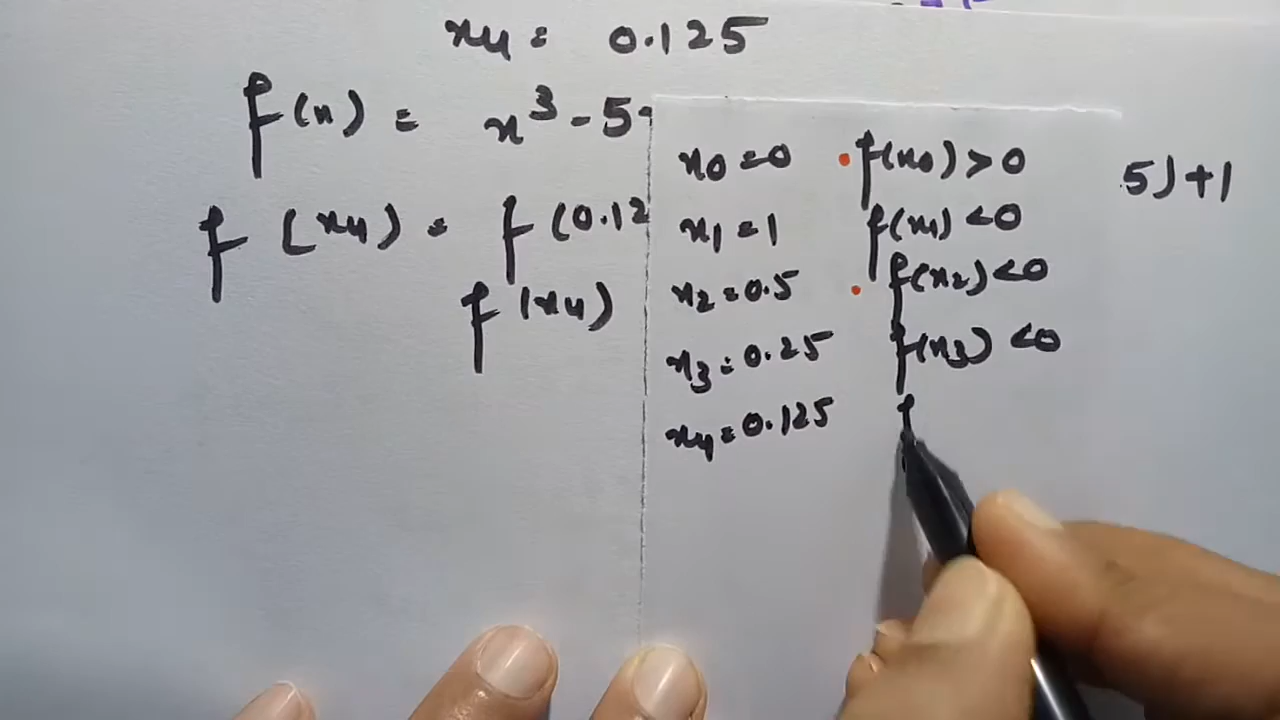 x4 = 0.125
f(x) = x^3 - 5
f(x4) = f(0.12 5)+1
f(x4)
x0=0 f(x0)>0
x1=1 f(x1)<0
x2=0.5 f(x2)<0
x3=0.25 f(x3)<0
x4=0.125 f